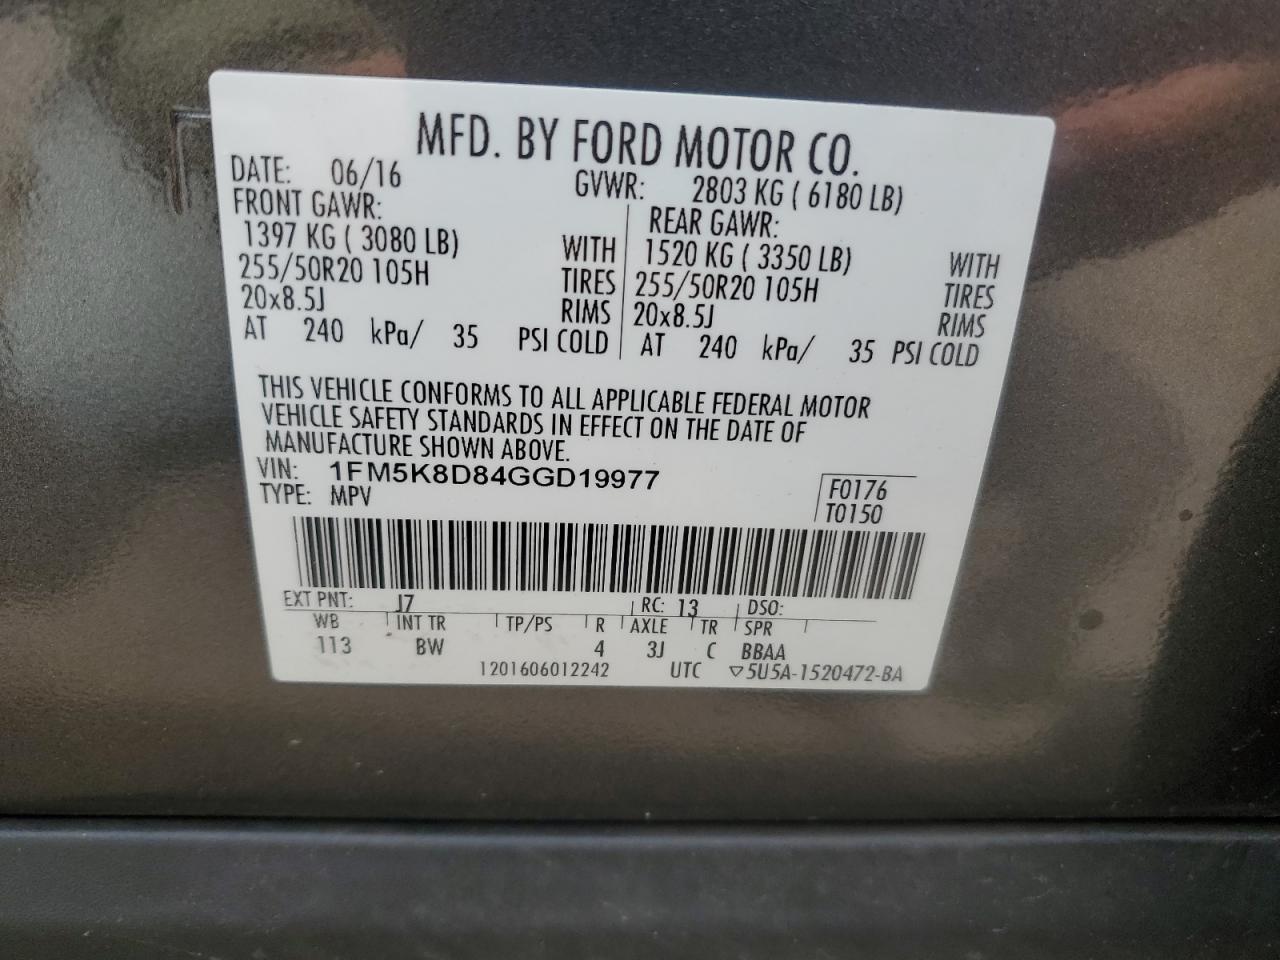 MFD. BY FORD MOTOR CO.
DATE: 06/16 GVWR: 2803 KG ( 6180 LB)
FRONT GAWR: REAR GAWR:
1397 KG ( 3080 LB) WITH 1520 KG ( 3350 LB) WITH
255/50R20 105H TIRES 255/50R20 105H TIRES
20x8.5J RIMS 20x8.5J RIMS
AT 240 kPa/ 35 PSI COLD AT 240 kPa/ 35 PSI COLD
THIS VEHICLE CONFORMS TO ALL APPLICABLE FEDERAL MOTOR
VEHICLE SAFETY STANDARDS IN EFFECT ON THE DATE OF
MANUFACTURE SHOWN ABOVE.
VIN: 1FM5K8D84GGD19977 F0176
TYPE: MPV T0150
EXT PNT: J7 RC: 13 DSO:
WB INT TR TP/PS R AXLE TR SPR
113 BW 4 3J C BBAA
1201606012242 UTC ▽5U5A-1520472-BA